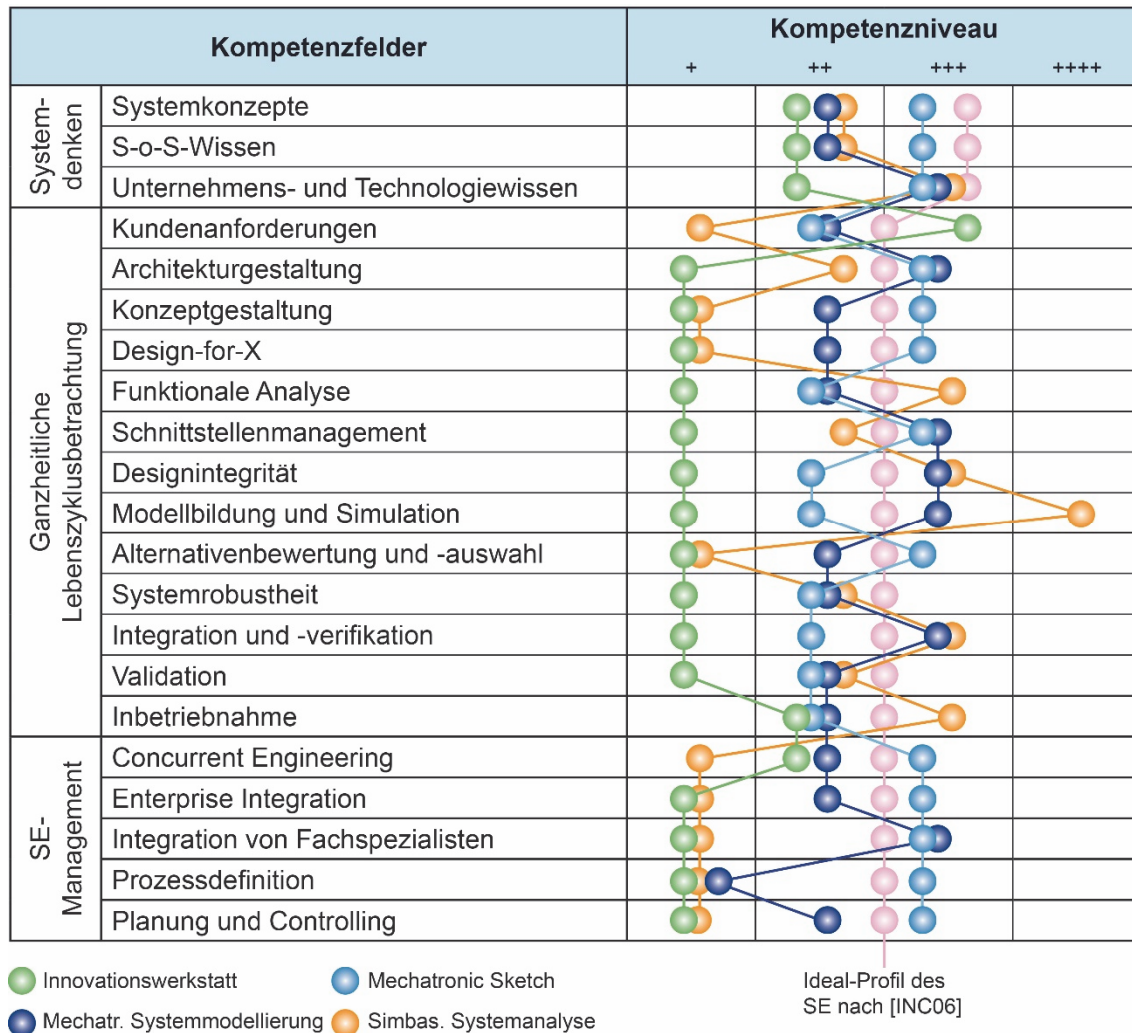 Kompetenzfelder
Kompetenzniveau
+ ++ +++ ++++
System-
denken
Systemkonzepte
S-o-S-Wissen
Unternehmens- und Technologiewissen
Ganzheitliche
Lebenszyklusbetrachtung
Kundenanforderungen
Architekturgestaltung
Konzeptgestaltung
Design-for-X
Funktionale Analyse
Schnittstellenmanagement
Designintegrität
Modellbildung und Simulation
Alternativenbewertung und -auswahl
Systemrobustheit
Integration und -verifikation
Validation
Inbetriebnahme
SE-
Management
Concurrent Engineering
Enterprise Integration
Integration von Fachspezialisten
Prozessdefinition
Planung und Controlling
Innovationswerkstatt
Mechatronic Sketch
Mechatr. Systemmodellierung
Simbas. Systemanalyse
Ideal-Profil des
SE nach [INC06]